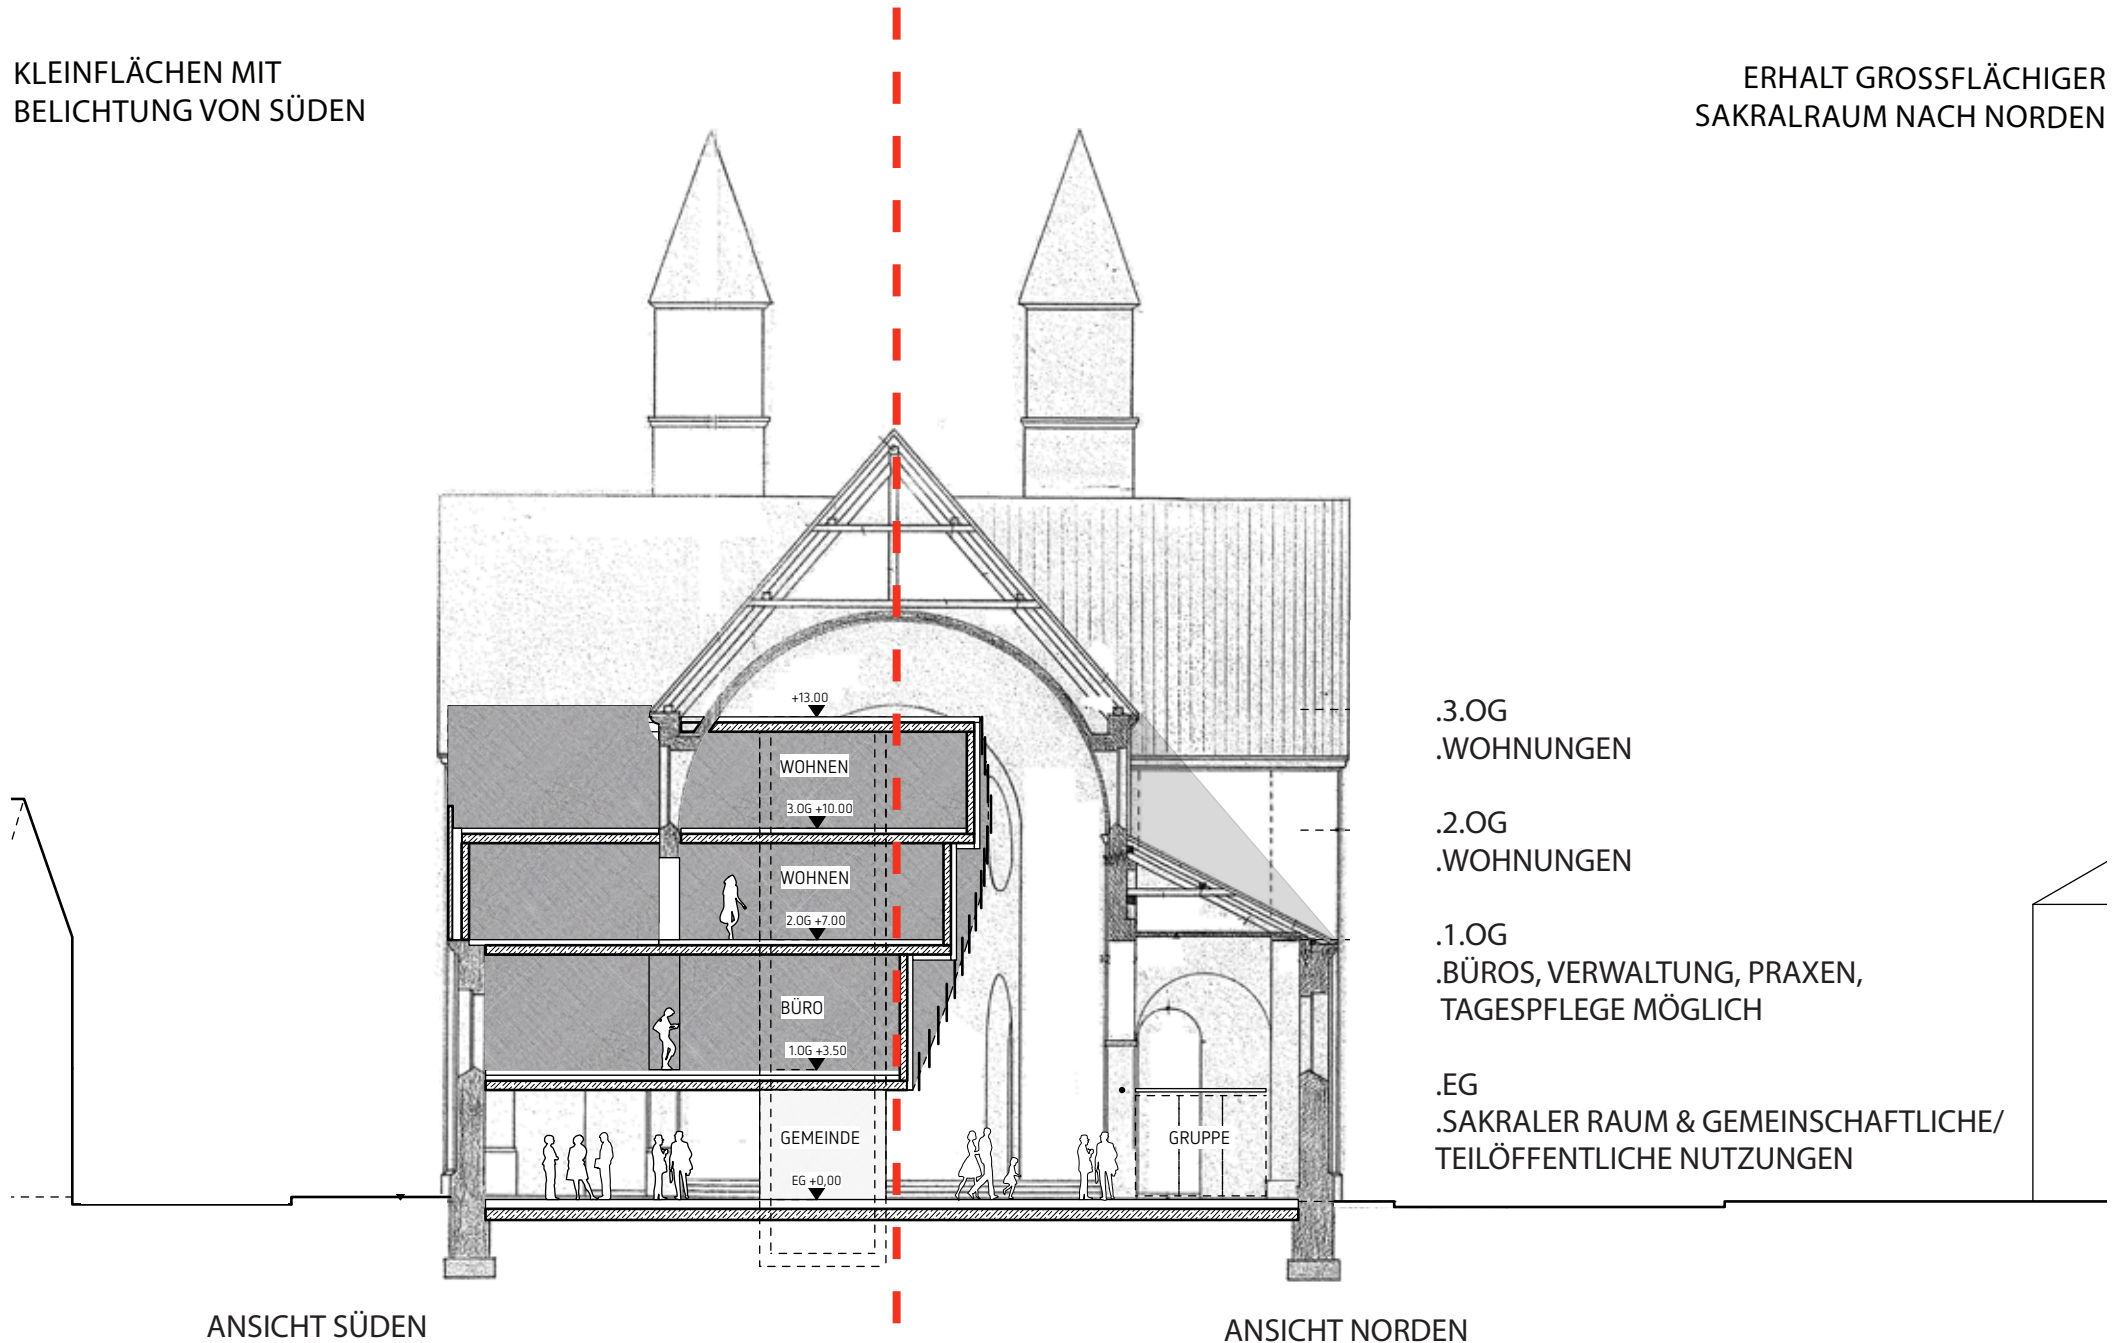 KLEINFLÄCHEN MIT
BELICHTUNG VON SÜDEN
ERHALT GROSSFLÄCHIGER
SAKRALRAUM NACH NORDEN
+13.00
WOHNEN
3.OG +10.00
WOHNEN
2.OG +7.00
BÜRO
1.OG +3.50
GEMEINDE
EG +0,00
GRUPPE
.3.OG
.WOHNUNGEN
.2.OG
.WOHNUNGEN
.1.OG
.BÜROS, VERWALTUNG, PRAXEN,
TAGESPFLEGE MÖGLICH
.EG
.SAKRALER RAUM & GEMEINSCHAFTLICHE/
TEILÖFFENTLICHE NUTZUNGEN
ANSICHT SÜDEN
ANSICHT NORDEN